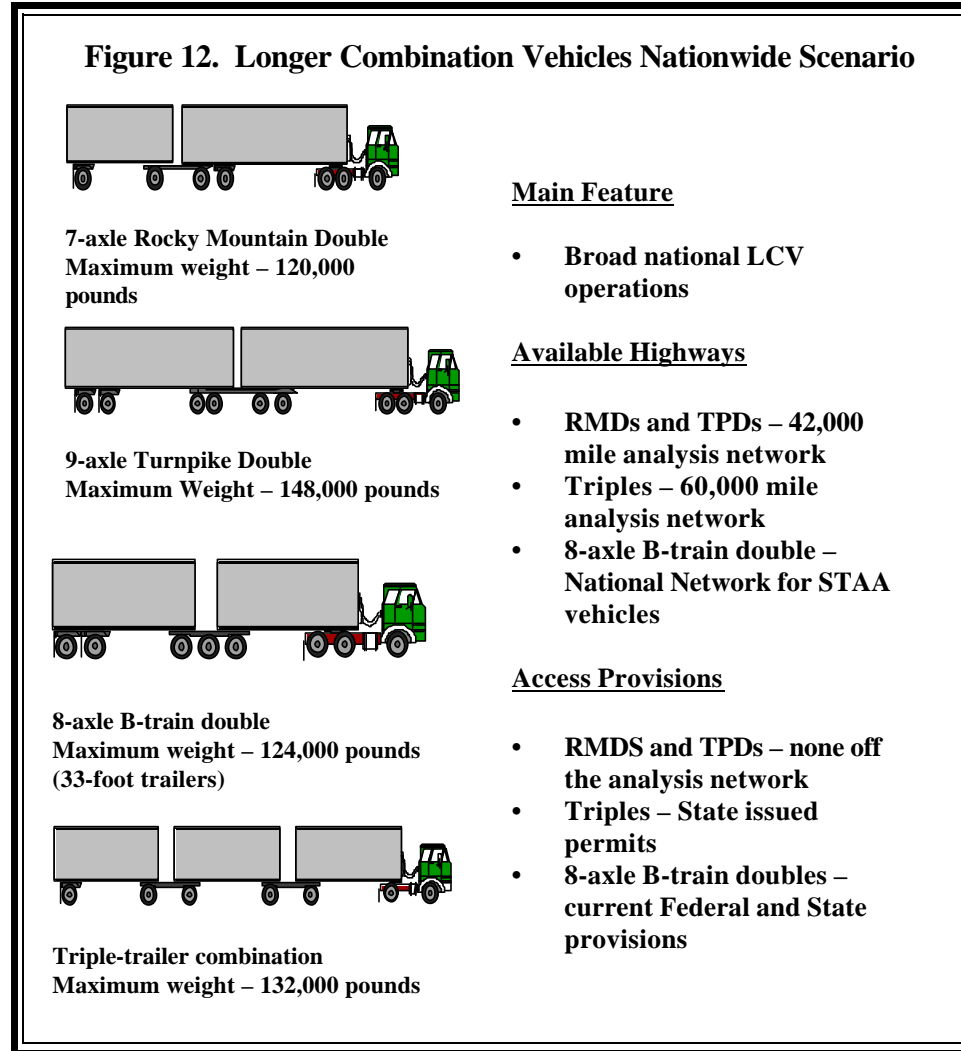 Figure 12. Longer Combination Vehicles Nationwide Scenario
7-axle Rocky Mountain Double
Maximum weight – 120,000
pounds
9-axle Turnpike Double
Maximum Weight – 148,000 pounds
8-axle B-train double
Maximum weight – 124,000 pounds
(33-foot trailers)
Triple-trailer combination
Maximum weight – 132,000 pounds
Main Feature
• Broad national LCV
operations
Available Highways
• RMDs and TPDs – 42,000
mile analysis network
• Triples – 60,000 mile
analysis network
• 8-axle B-train double –
National Network for STAA
vehicles
Access Provisions
• RMDS and TPDs – none off
the analysis network
• Triples – State issued
permits
• 8-axle B-train doubles –
current Federal and State
provisions